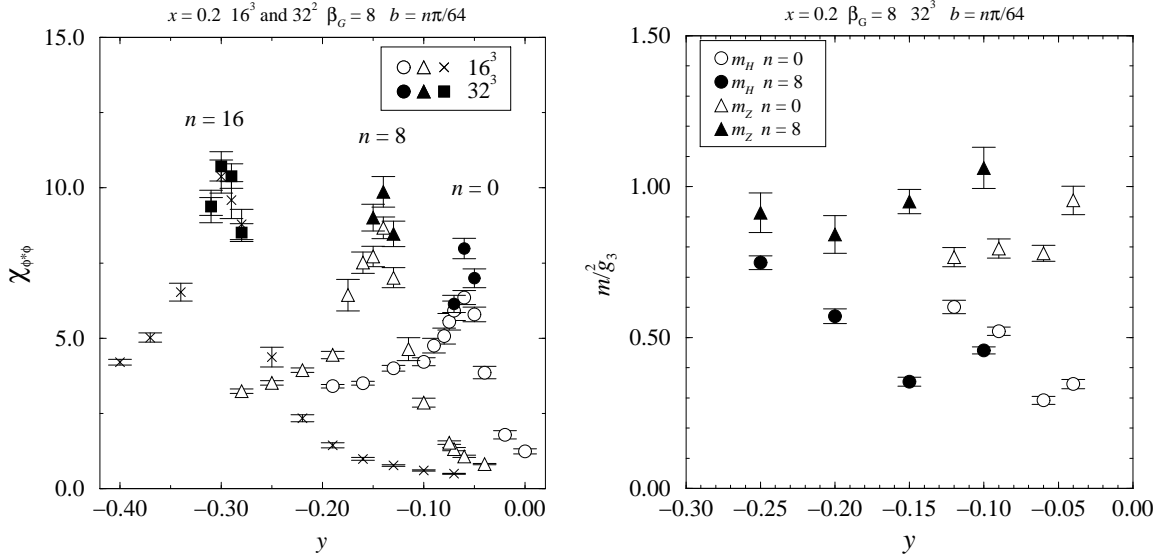 x = 0.2 16³ and 32² β_G = 8 b = nπ/64
15.0
10.0
5.0
0.0
χ_φ*φ
16³
32³
n = 16
n = 8
n = 0
−0.40 −0.30 −0.20 −0.10 0.00
y
x = 0.2 β_G = 8 32³ b = nπ/64
1.50
1.00
0.50
0.00
m/g₃²
m_H n = 0
m_H n = 8
m_Z n = 0
m_Z n = 8
−0.30 −0.25 −0.20 −0.15 −0.10 −0.05 0.00
y